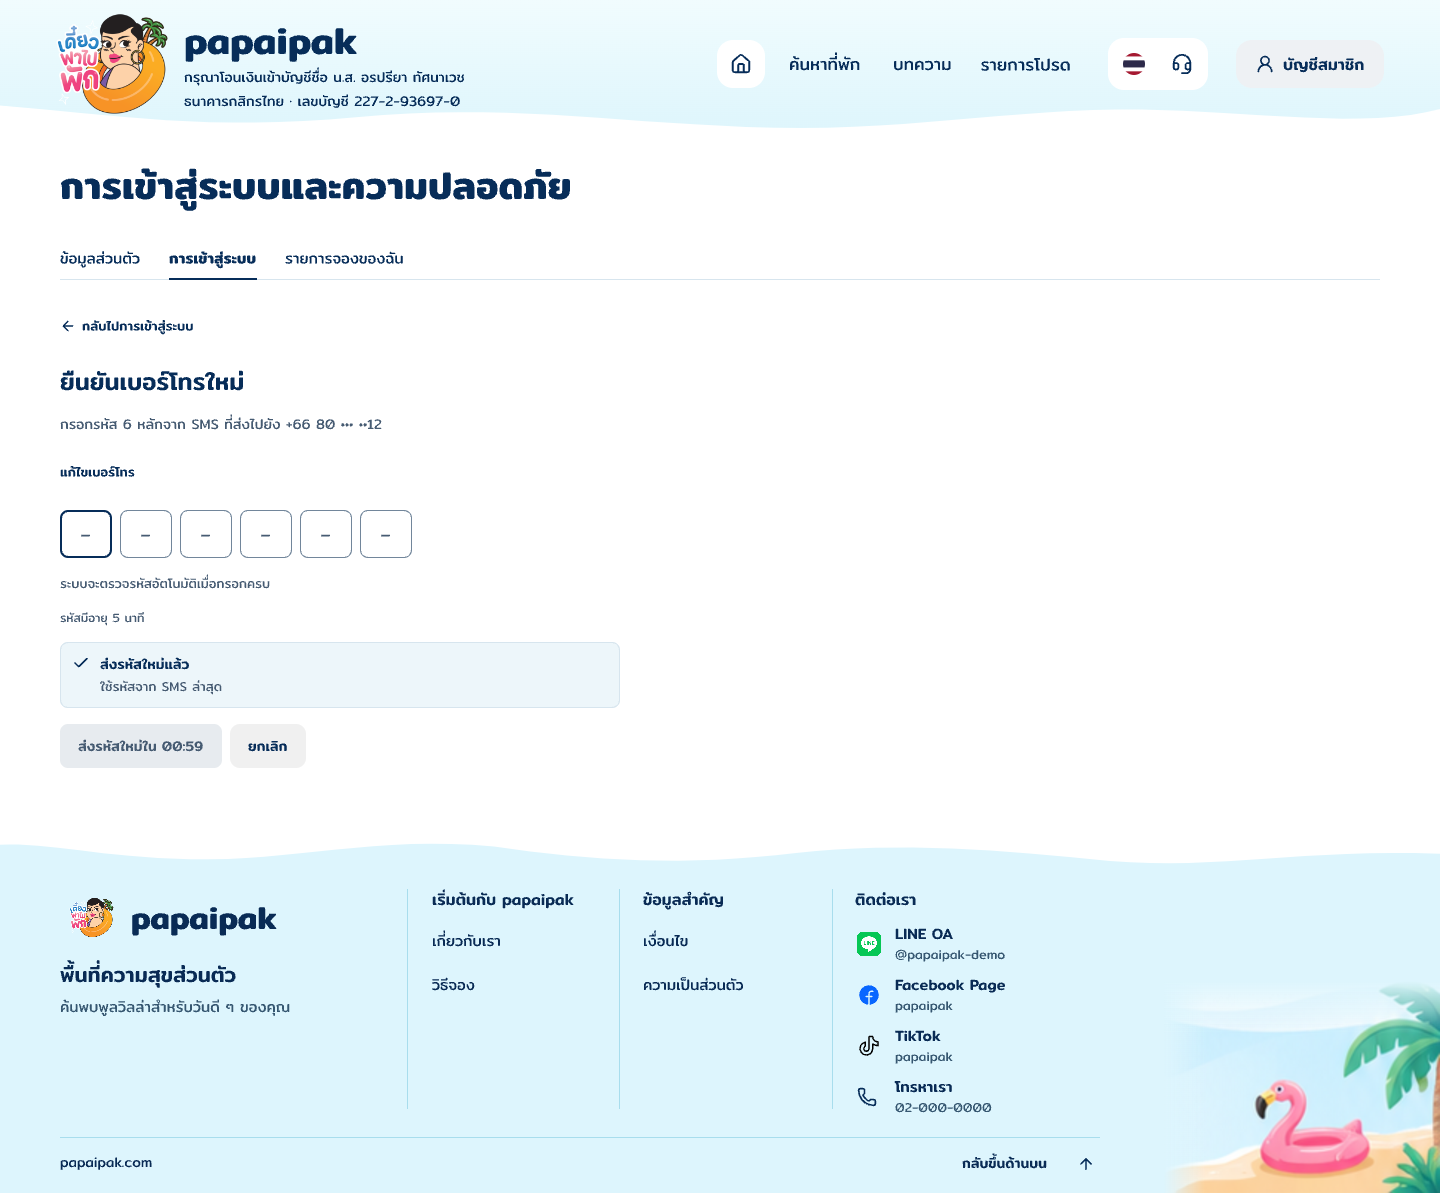 เดี๋ยว
พาไป
พัก
papaipak
กรุณาโอนเงินเข้าบัญชีชื่อ น.ส. อรปรียา ทัศนาเวช
ธนาคารกสิกรไทย · เลขบัญชี 227-2-93697-0
ค้นหาที่พัก
บทความ
รายการโปรด
บัญชีสมาชิก
การเข้าสู่ระบบและความปลอดภัย
ข้อมูลส่วนตัว
การเข้าสู่ระบบ
รายการจองของฉัน
← กลับไปการเข้าสู่ระบบ
ยืนยันเบอร์โทรใหม่
กรอกรหัส 6 หลักจาก SMS ที่ส่งไปยัง +66 80 ••• ••12
แก้ไขเบอร์โทร
– – – – – –
ระบบจะตรวจรหัสอัตโนมัติเมื่อกรอกครบ
รหัสมีอายุ 5 นาที
ส่งรหัสใหม่แล้ว
ใช้รหัสจาก SMS ล่าสุด
ส่งรหัสใหม่ใน 00:59
ยกเลิก
เดี๋ยว
พาไป
พัก
papaipak
พื้นที่ความสุขส่วนตัว
ค้นพบพูลวิลล่าสำหรับวันดี ๆ ของคุณ
เริ่มต้นกับ papaipak
เกี่ยวกับเรา
วิธีจอง
ข้อมูลสำคัญ
เงื่อนไข
ความเป็นส่วนตัว
ติดต่อเรา
LINE
LINE OA
@papaipak-demo
Facebook Page
papaipak
TikTok
papaipak
โทรหาเรา
02-000-0000
papaipak.com
กลับขึ้นด้านบน ↑